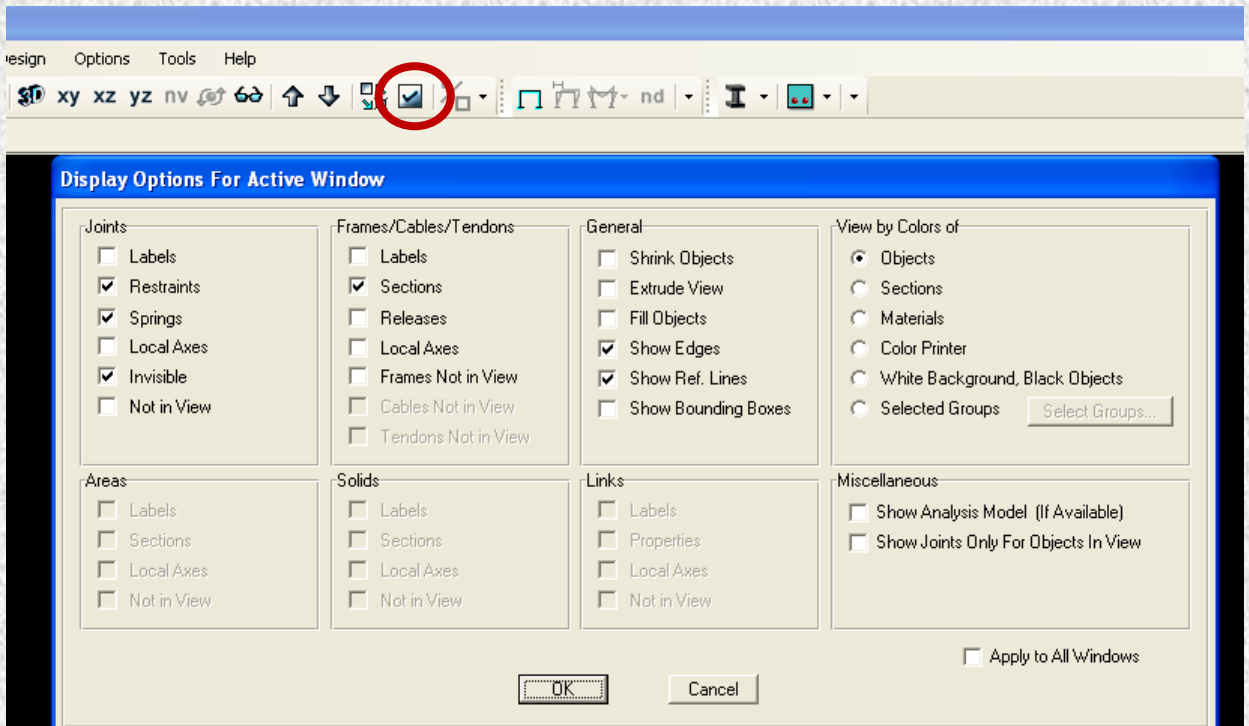 Design Options Tools Help
3D xy xz yz nv nd
Display Options For Active Window
Joints
Labels
Restraints
Springs
Local Axes
Invisible
Not in View
Frames/Cables/Tendons
Labels
Sections
Releases
Local Axes
Frames Not in View
Cables Not in View
Tendons Not in View
General
Shrink Objects
Extrude View
Fill Objects
Show Edges
Show Ref. Lines
Show Bounding Boxes
View by Colors of
Objects
Sections
Materials
Color Printer
White Background, Black Objects
Selected Groups Select Groups...
Areas
Labels
Sections
Local Axes
Not in View
Solids
Labels
Sections
Local Axes
Not in View
Links
Labels
Properties
Local Axes
Not in View
Miscellaneous
Show Analysis Model (If Available)
Show Joints Only For Objects In View
Apply to All Windows
OK Cancel